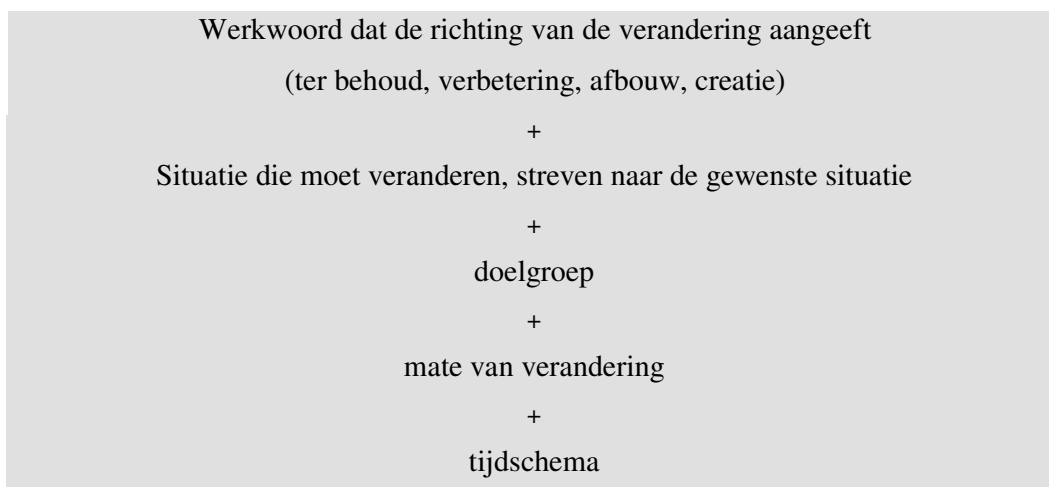 Werkwoord dat de richting van de verandering aangeeft
(ter behoud, verbetering, afbouw, creatie)
+
Situatie die moet veranderen, streven naar de gewenste situatie
+
doelgroep
+
mate van verandering
+
tijdschema